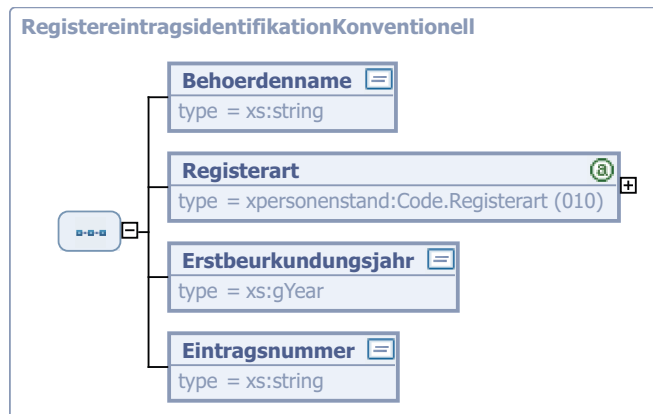 RegistereintragsidentifikationKonventionell
Behoerdenname
type = xs:string
Registerart
type = xpersonenstand:Code.Registerart (010)
Erstbeurkundungsjahr
type = xs:gYear
Eintragsnummer
type = xs:string